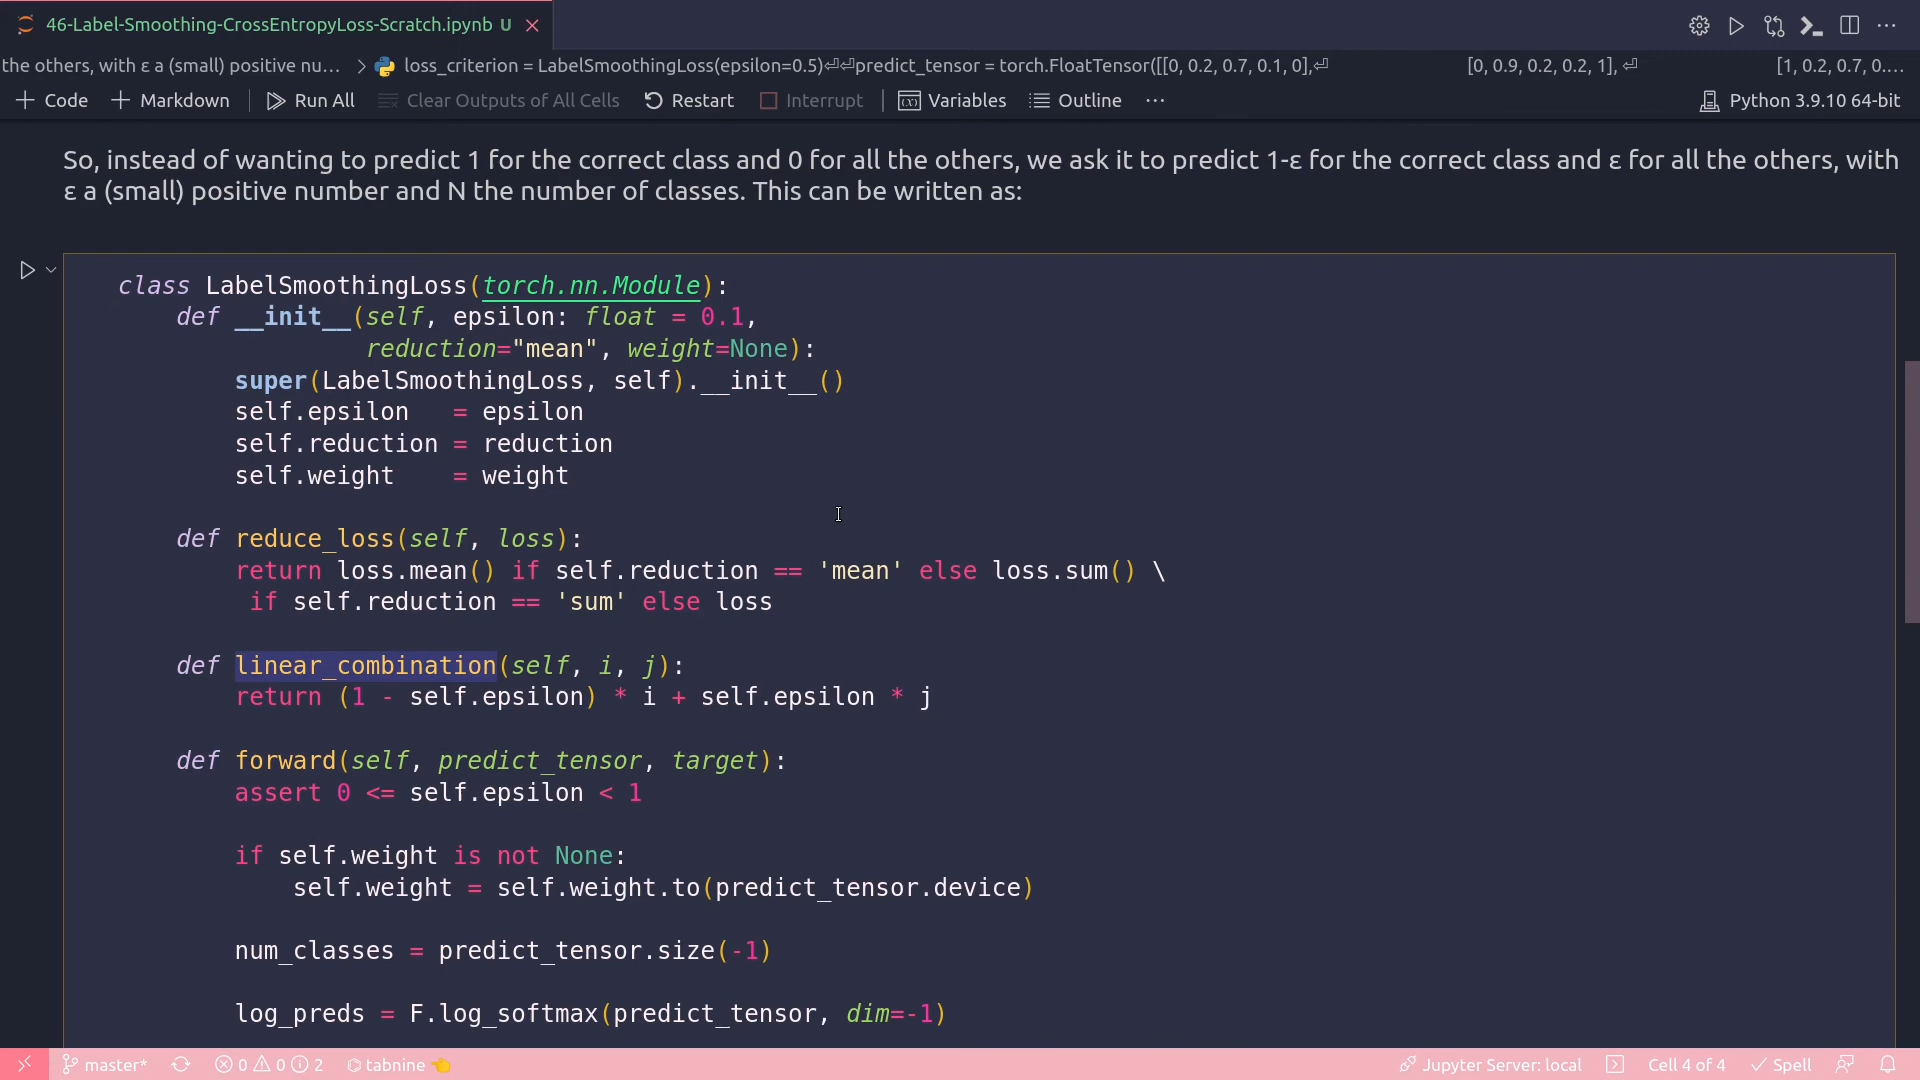 46-Label-Smoothing-CrossEntropyLoss-Scratch.ipynb U
the others, with ε a (small) positive nu… > loss_criterion = LabelSmoothingLoss(epsilon=0.5)⏎⏎predict_tensor = torch.FloatTensor([[0, 0.2, 0.7, 0.1, 0],⏎ [0, 0.9, 0.2, 0.2, 1], ⏎ [1, 0.2, 0.7, 0.…
+ Code + Markdown Run All Clear Outputs of All Cells Restart Interrupt Variables Outline ··· Python 3.9.10 64-bit
So, instead of wanting to predict 1 for the correct class and 0 for all the others, we ask it to predict 1-ε for the correct class and ε for all the others, with
ε a (small) positive number and N the number of classes. This can be written as:
class LabelSmoothingLoss(torch.nn.Module):
def __init__(self, epsilon: float = 0.1,
reduction="mean", weight=None):
super(LabelSmoothingLoss, self).__init__()
self.epsilon = epsilon
self.reduction = reduction
self.weight = weight
def reduce_loss(self, loss):
return loss.mean() if self.reduction == 'mean' else loss.sum() \
if self.reduction == 'sum' else loss
def linear_combination(self, i, j):
return (1 - self.epsilon) * i + self.epsilon * j
def forward(self, predict_tensor, target):
assert 0 <= self.epsilon < 1
if self.weight is not None:
self.weight = self.weight.to(predict_tensor.device)
num_classes = predict_tensor.size(-1)
log_preds = F.log_softmax(predict_tensor, dim=-1)
master* 0 0 2 tabnine 👈 Jupyter Server: local Cell 4 of 4 Spell